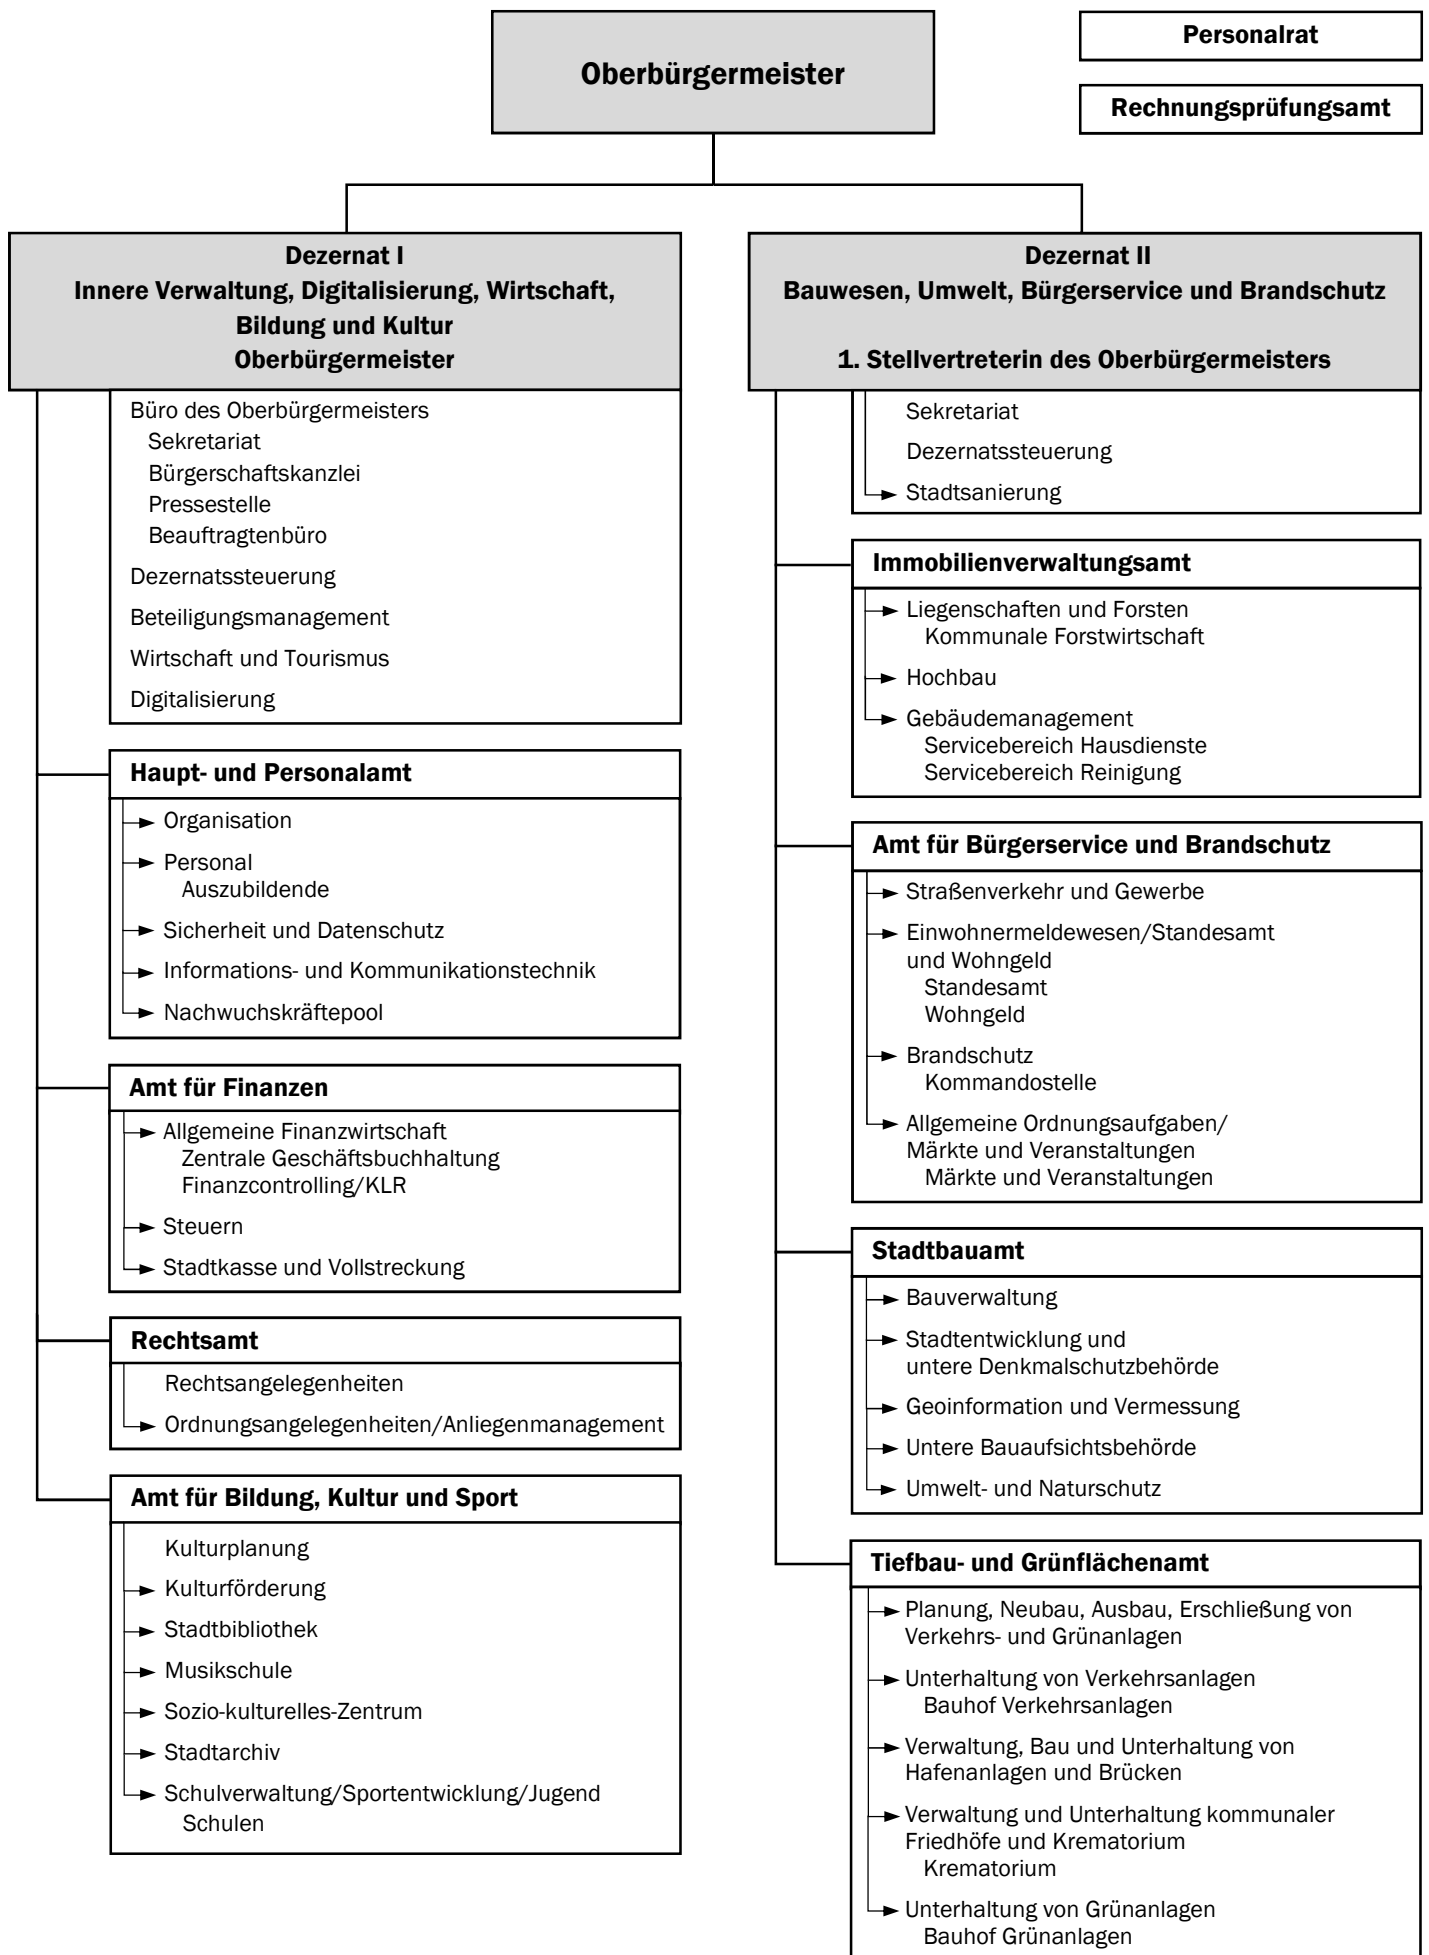 Oberbürgermeister
Personalrat
Rechnungsprüfungsamt
Dezernat I
Innere Verwaltung, Digitalisierung, Wirtschaft,
Bildung und Kultur
Oberbürgermeister
Büro des Oberbürgermeisters
Sekretariat
Bürgerschaftskanzlei
Pressestelle
Beauftragtenbüro
Dezernatssteuerung
Beteiligungsmanagement
Wirtschaft und Tourismus
Digitalisierung
Haupt- und Personalamt
Organisation
Personal
Auszubildende
Sicherheit und Datenschutz
Informations- und Kommunikationstechnik
Nachwuchskräftepool
Amt für Finanzen
Allgemeine Finanzwirtschaft
Zentrale Geschäftsbuchhaltung
Finanzcontrolling/KLR
Steuern
Stadtkasse und Vollstreckung
Rechtsamt
Rechtsangelegenheiten
Ordnungsangelegenheiten/Anliegenmanagement
Amt für Bildung, Kultur und Sport
Kulturplanung
Kulturförderung
Stadtbibliothek
Musikschule
Sozio-kulturelles-Zentrum
Stadtarchiv
Schulverwaltung/Sportentwicklung/Jugend
Schulen
Dezernat II
Bauwesen, Umwelt, Bürgerservice und Brandschutz
1. Stellvertreterin des Oberbürgermeisters
Sekretariat
Dezernatssteuerung
Stadtsanierung
Immobilienverwaltungsamt
Liegenschaften und Forsten
Kommunale Forstwirtschaft
Hochbau
Gebäudemanagement
Servicebereich Hausdienste
Servicebereich Reinigung
Amt für Bürgerservice und Brandschutz
Straßenverkehr und Gewerbe
Einwohnermeldewesen/Standesamt
und Wohngeld
Standesamt
Wohngeld
Brandschutz
Kommandostelle
Allgemeine Ordnungsaufgaben/
Märkte und Veranstaltungen
Märkte und Veranstaltungen
Stadtbauamt
Bauverwaltung
Stadtentwicklung und
untere Denkmalschutzbehörde
Geoinformation und Vermessung
Untere Bauaufsichtsbehörde
Umwelt- und Naturschutz
Tiefbau- und Grünflächenamt
Planung, Neubau, Ausbau, Erschließung von
Verkehrs- und Grünanlagen
Unterhaltung von Verkehrsanlagen
Bauhof Verkehrsanlagen
Verwaltung, Bau und Unterhaltung von
Hafenanlagen und Brücken
Verwaltung und Unterhaltung kommunaler
Friedhöfe und Krematorium
Krematorium
Unterhaltung von Grünanlagen
Bauhof Grünanlagen